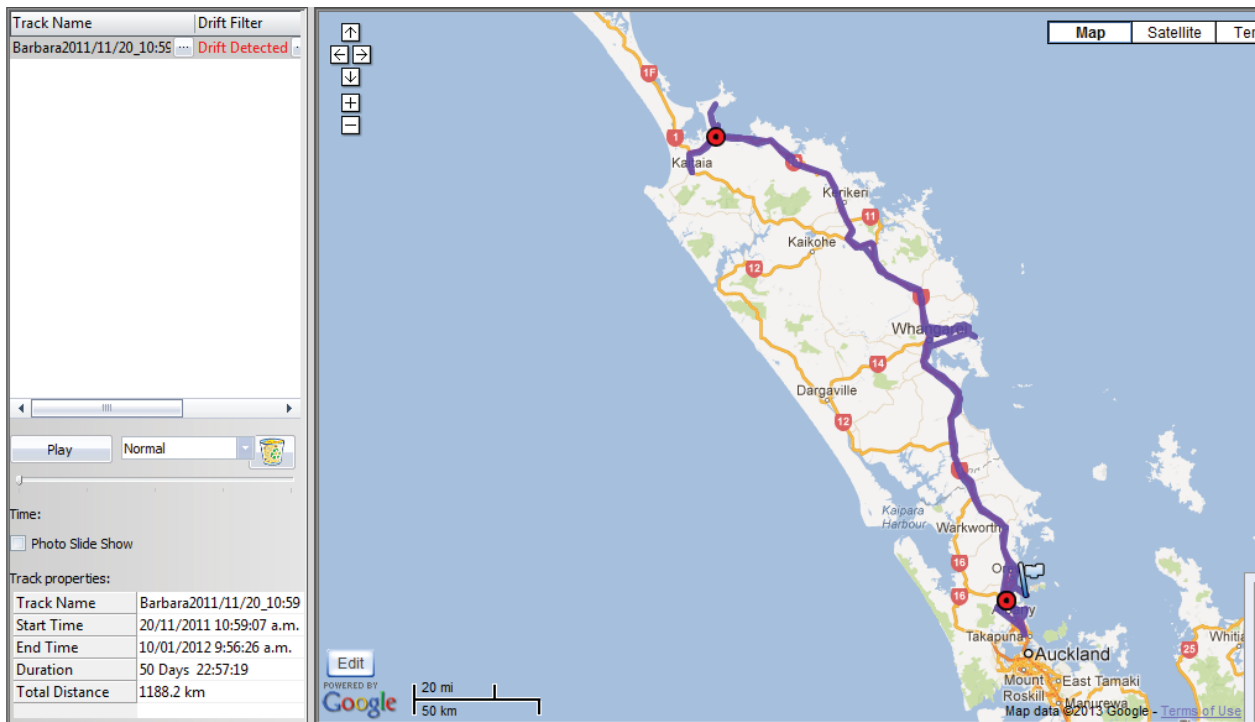 Track Name Drift Filter
Barbara2011/11/20_10:59 ... Drift Detected
Play Normal
Time:
Photo Slide Show
Track properties:
Track Name Barbara2011/11/20_10:59
Start Time 20/11/2011 10:59:07 a.m.
End Time 10/01/2012 9:56:26 a.m.
Duration 50 Days 22:57:19
Total Distance 1188.2 km
Map Satellite Ter
1F
1
Kaitaia
Kerikeri
11
Kaikohe
12
Whangarei
14
Dargaville
12
Kaipara
Harbour
Warkworth
16
16
Takapuna
Auckland
25
Whitia
Mount
Roskill
East Tamaki
Manurewa
Edit
POWERED BY
Google
20 mi
50 km
Map data ©2013 Google - Terms of Use